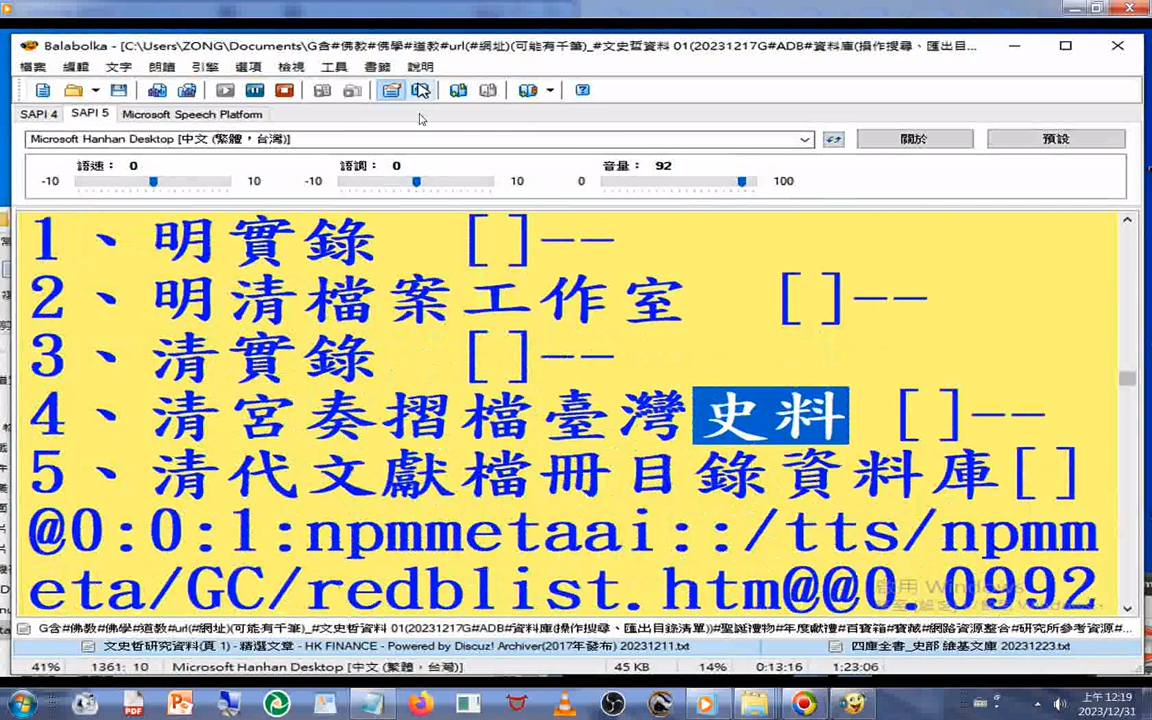 Balabolka - [C:\Users\ZONG\Documents\G含#佛教#佛學#道教#url(#網址)(可能有千筆)_#文史哲資料 01(20231217G#ADB#資料庫(操作搜尋、匯出目...
檔案 編輯 文字 朗讀 引擎 選項 檢視 工具 書籤 說明
SAPI 4 SAPI 5 Microsoft Speech Platform
Microsoft Hanhan Desktop [中文 (繁體，台灣)] 關於 預設
語速： 0 語調： 0 音量： 92
-10 10 -10 10 0 100
1、明實錄 []--
2、明清檔案工作室 []--
3、清實錄 []--
4、清宮奏摺檔臺灣史料 []--
5、清代文獻檔冊目錄資料庫[]
@0:0:1:npmmetaai::/tts/npmm
eta/GC/redblist.htm@@0.0992
啟用 Windows
G含#佛教#佛學#道教#url(#網址)(可能有千筆)_#文史哲資料 01(20231217G#ADB#資料庫(操作搜尋、匯出目錄清單))#聖誕禮物#年度獻禮#百寶箱#寶藏#網路資源整合#研究所參考資源#...
文史哲研究資料(頁 1) - 精選文章 - HK FINANCE - Powered by Discuz! Archiver(2017年發布) 20231211.txt 四庫全書_史部 維基文庫 20231223.txt
41% 1361: 10 Microsoft Hanhan Desktop [中文 (繁體，台灣)] 45 KB 14% 0:13:16 1:23:06
上午 12:19
2023/12/31